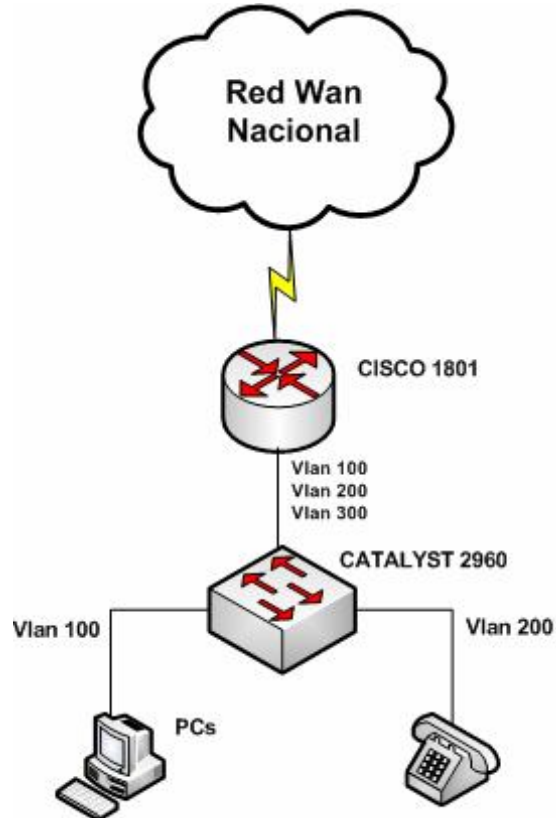 Red Wan
Nacional
CISCO 1801
Vlan 100
Vlan 200
Vlan 300
CATALYST 2960
Vlan 100
Vlan 200
PCs